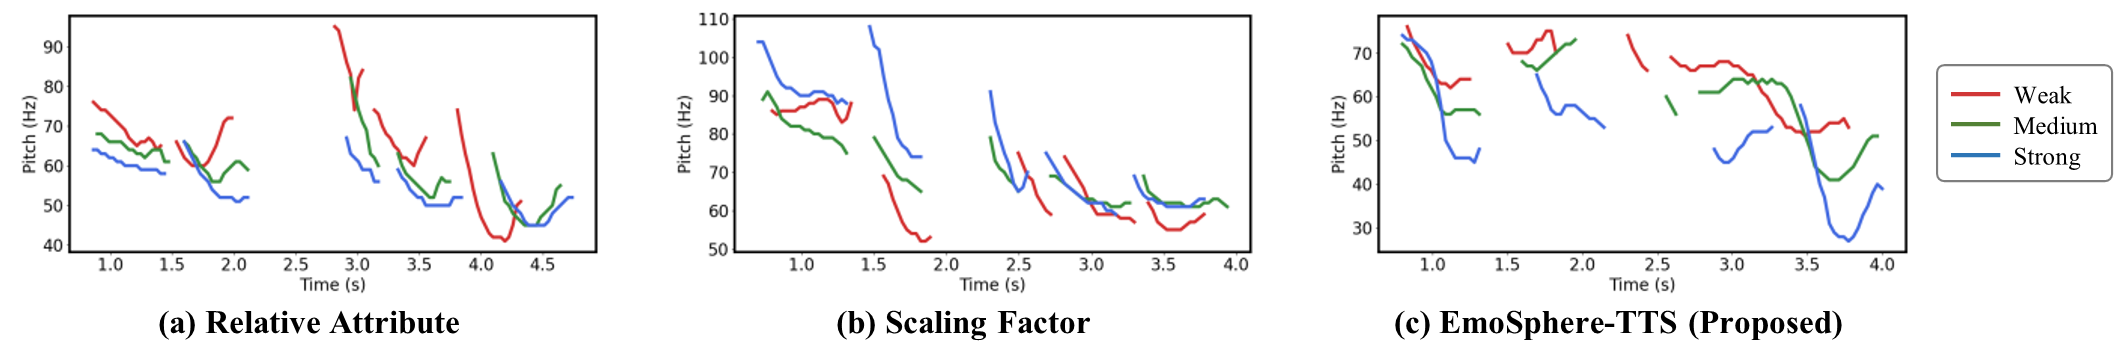 90
80
70
60
50
40
Pitch (Hz)
1.0 1.5 2.0 2.5 3.0 3.5 4.0 4.5
Time (s)
(a) Relative Attribute
110
100
90
80
70
60
50
Pitch (Hz)
1.0 1.5 2.0 2.5 3.0 3.5 4.0
Time (s)
(b) Scaling Factor
70
60
50
40
30
Pitch (Hz)
1.0 1.5 2.0 2.5 3.0 3.5 4.0
Time (s)
(c) EmoSphere-TTS (Proposed)
Weak
Medium
Strong